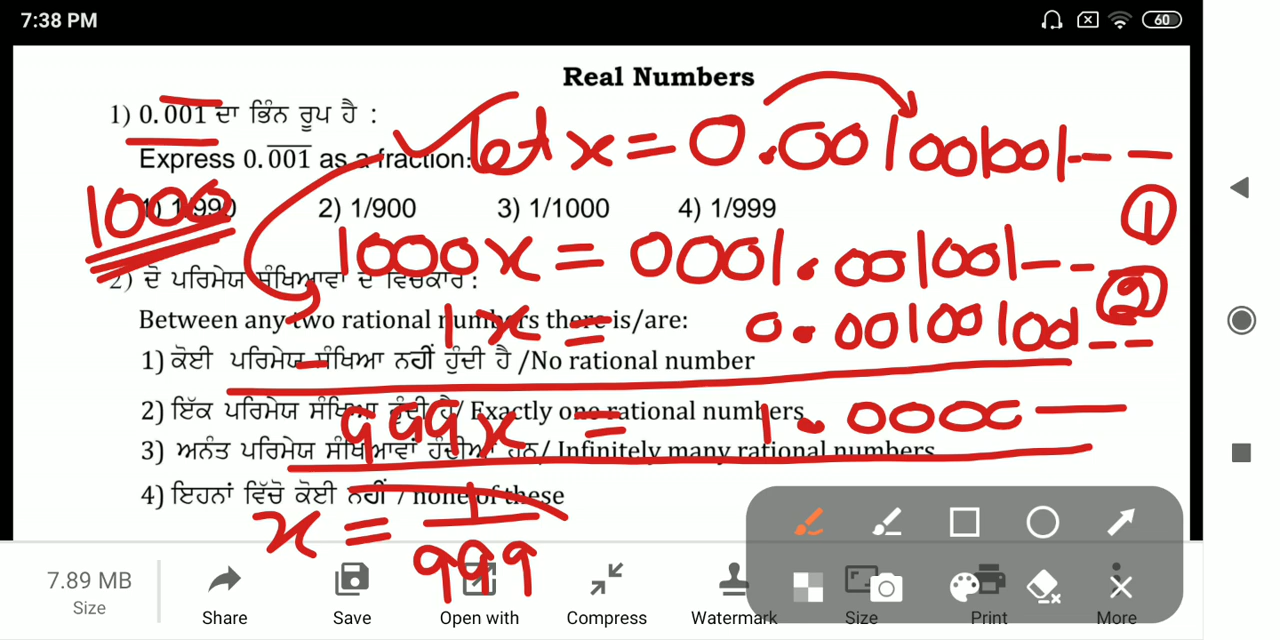 7:38 PM
60
Real Numbers
1) 0.001 ਦਾ ਭਿੰਨ ਰੂਪ ਹੈ :
let x = 0.001001001-- --
Express 0.001 as a fraction:
1000
1) 1/990 2) 1/900 3) 1/1000 4) 1/999
1
1000x = 0001.001001-- --
2) ਦੋ ਪਰਿਮੇਯ ਸੰਖਿਆਵਾਂ ਦੇ ਵਿਚਕਾਰ:
2
Between any two rational numbers there is/are:
1x = 0.001001001-- --
1) ਕੋਈ ਪਰਿਮੇਯ ਸੰਖਿਆ ਨਹੀਂ ਹੁੰਦੀ ਹੈ /No rational number
2) ਇੱਕ ਪਰਿਮੇਯ ਸੰਖਿਆ ਹੁੰਦੀ ਹੈ/ Exactly one rational numbers
999x = 1.0000 —
3) ਅਨੰਤ ਪਰਿਮੇਯ ਸੰਖਿਆਵਾਂ ਹੁੰਦੀਆਂ ਹਨ/ Infinitely many rational numbers
4) ਇਹਨਾਂ ਵਿੱਚੋ ਕੋਈ ਨਹੀਂ / none of these
x = 1/999
7.89 MB
Size
Share
Save
Open with
Compress
Watermark
Size
Print
More